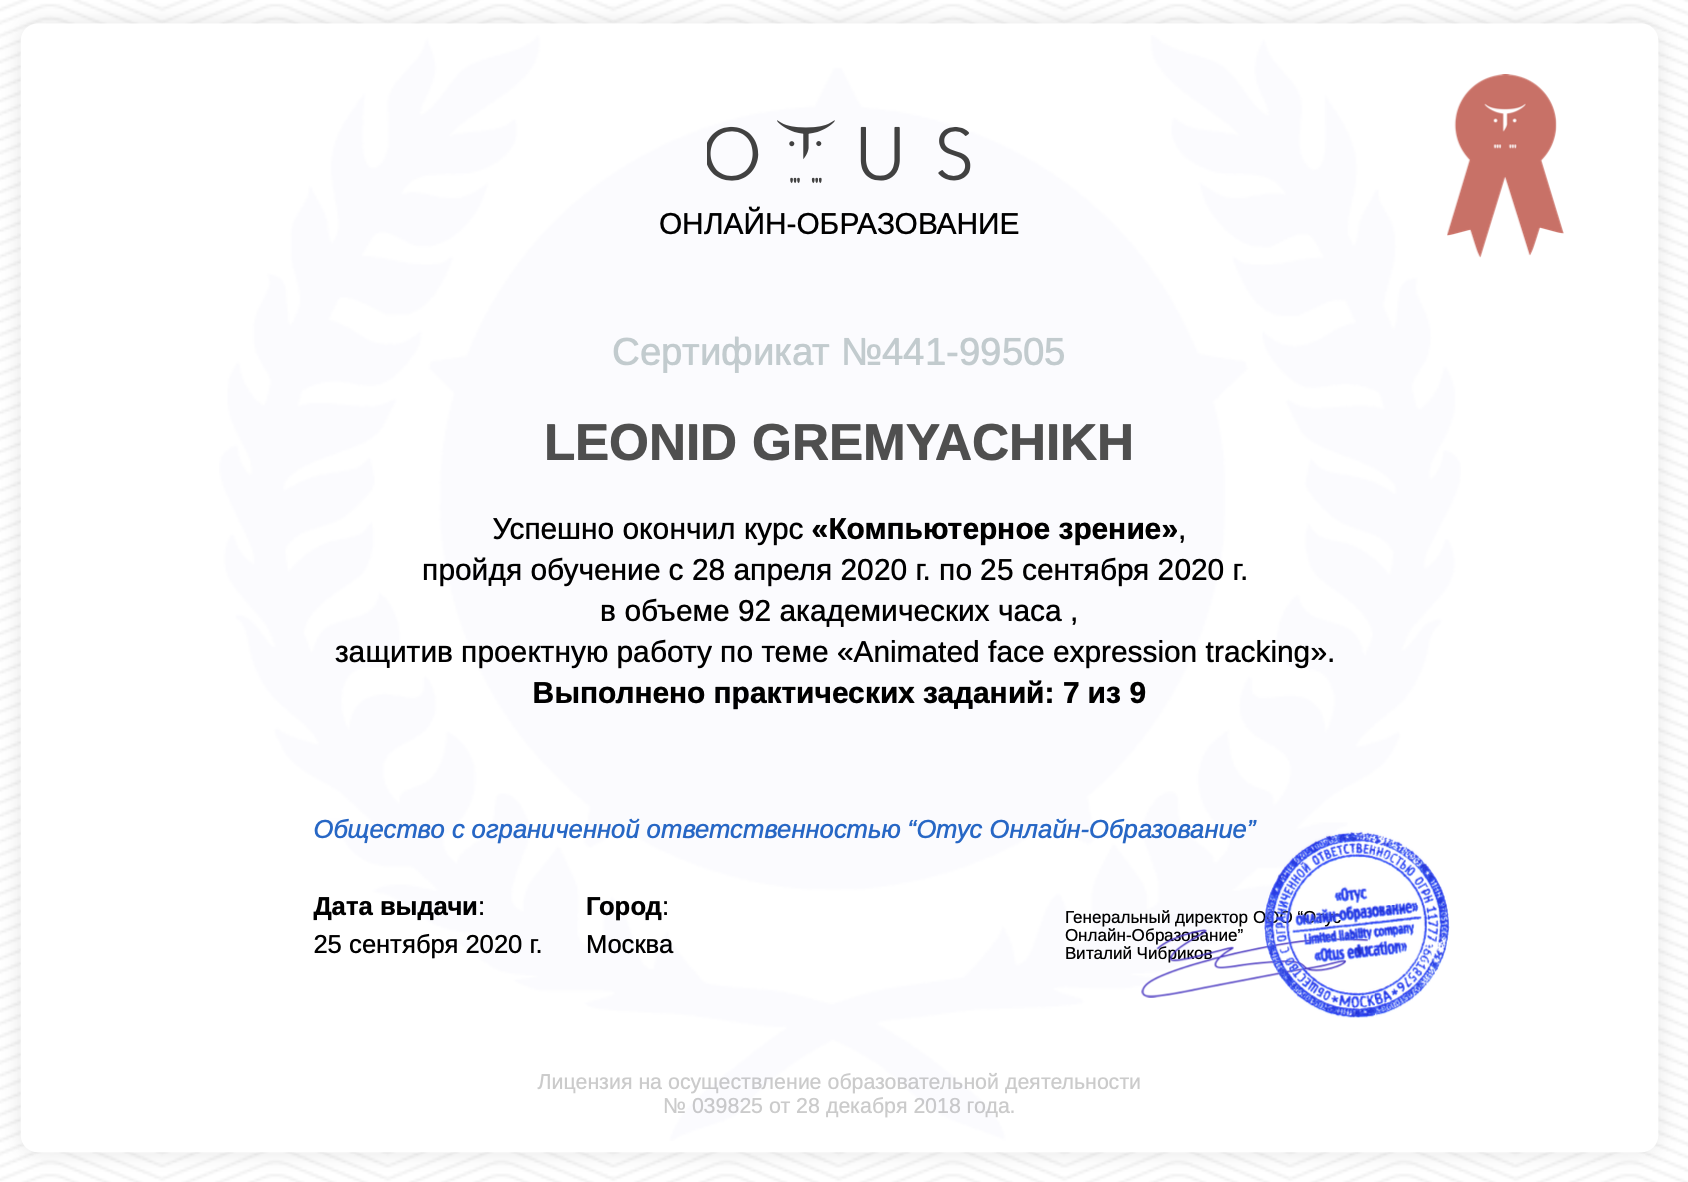 OTUS
ОНЛАЙН-ОБРАЗОВАНИЕ
Сертификат №441-99505
LEONID GREMYACHIKH
Успешно окончил курс «Компьютерное зрение»,
пройдя обучение с 28 апреля 2020 г. по 25 сентября 2020 г.
в объеме 92 академических часа ,
защитив проектную работу по теме «Animated face expression tracking».
Выполнено практических заданий: 7 из 9
Общество с ограниченной ответственностью “Отус Онлайн-Образование”
Дата выдачи:
25 сентября 2020 г.
Город:
Москва
Генеральный директор ООО “Отус
Онлайн-Образование”
Виталий Чибриков
ОБЩЕСТВО С ОГРАНИЧЕННОЙ ОТВЕТСТВЕННОСТЬЮ ОГРН
«Отус
онлайн-образование»
Limited liability company
«Otus education»
★МОСКВА★
Лицензия на осуществление образовательной деятельности
№ 039825 от 28 декабря 2018 года.